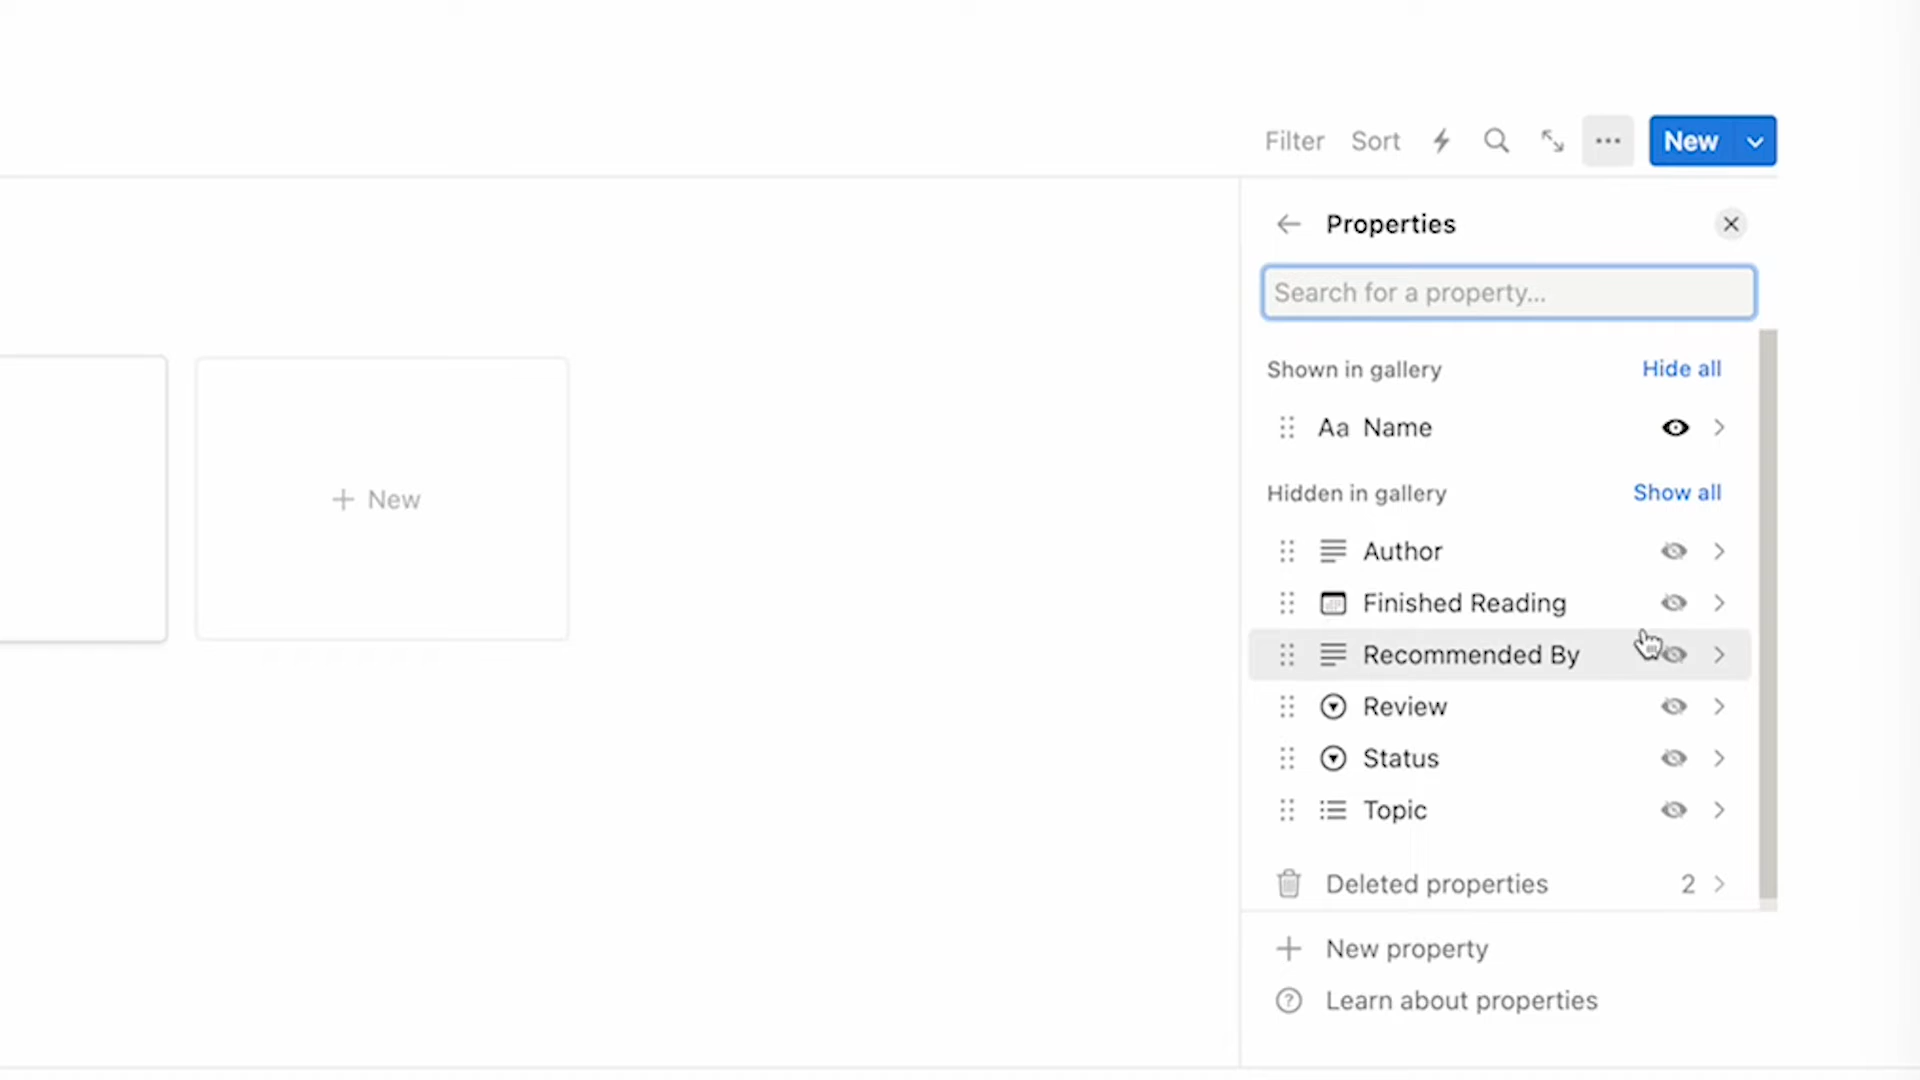 Filter Sort New
Properties
Search for a property...
Shown in gallery Hide all
Aa Name
Hidden in gallery Show all
+ New
Author
Finished Reading
Recommended By
Review
Status
Topic
Deleted properties 2
+ New property
Learn about properties